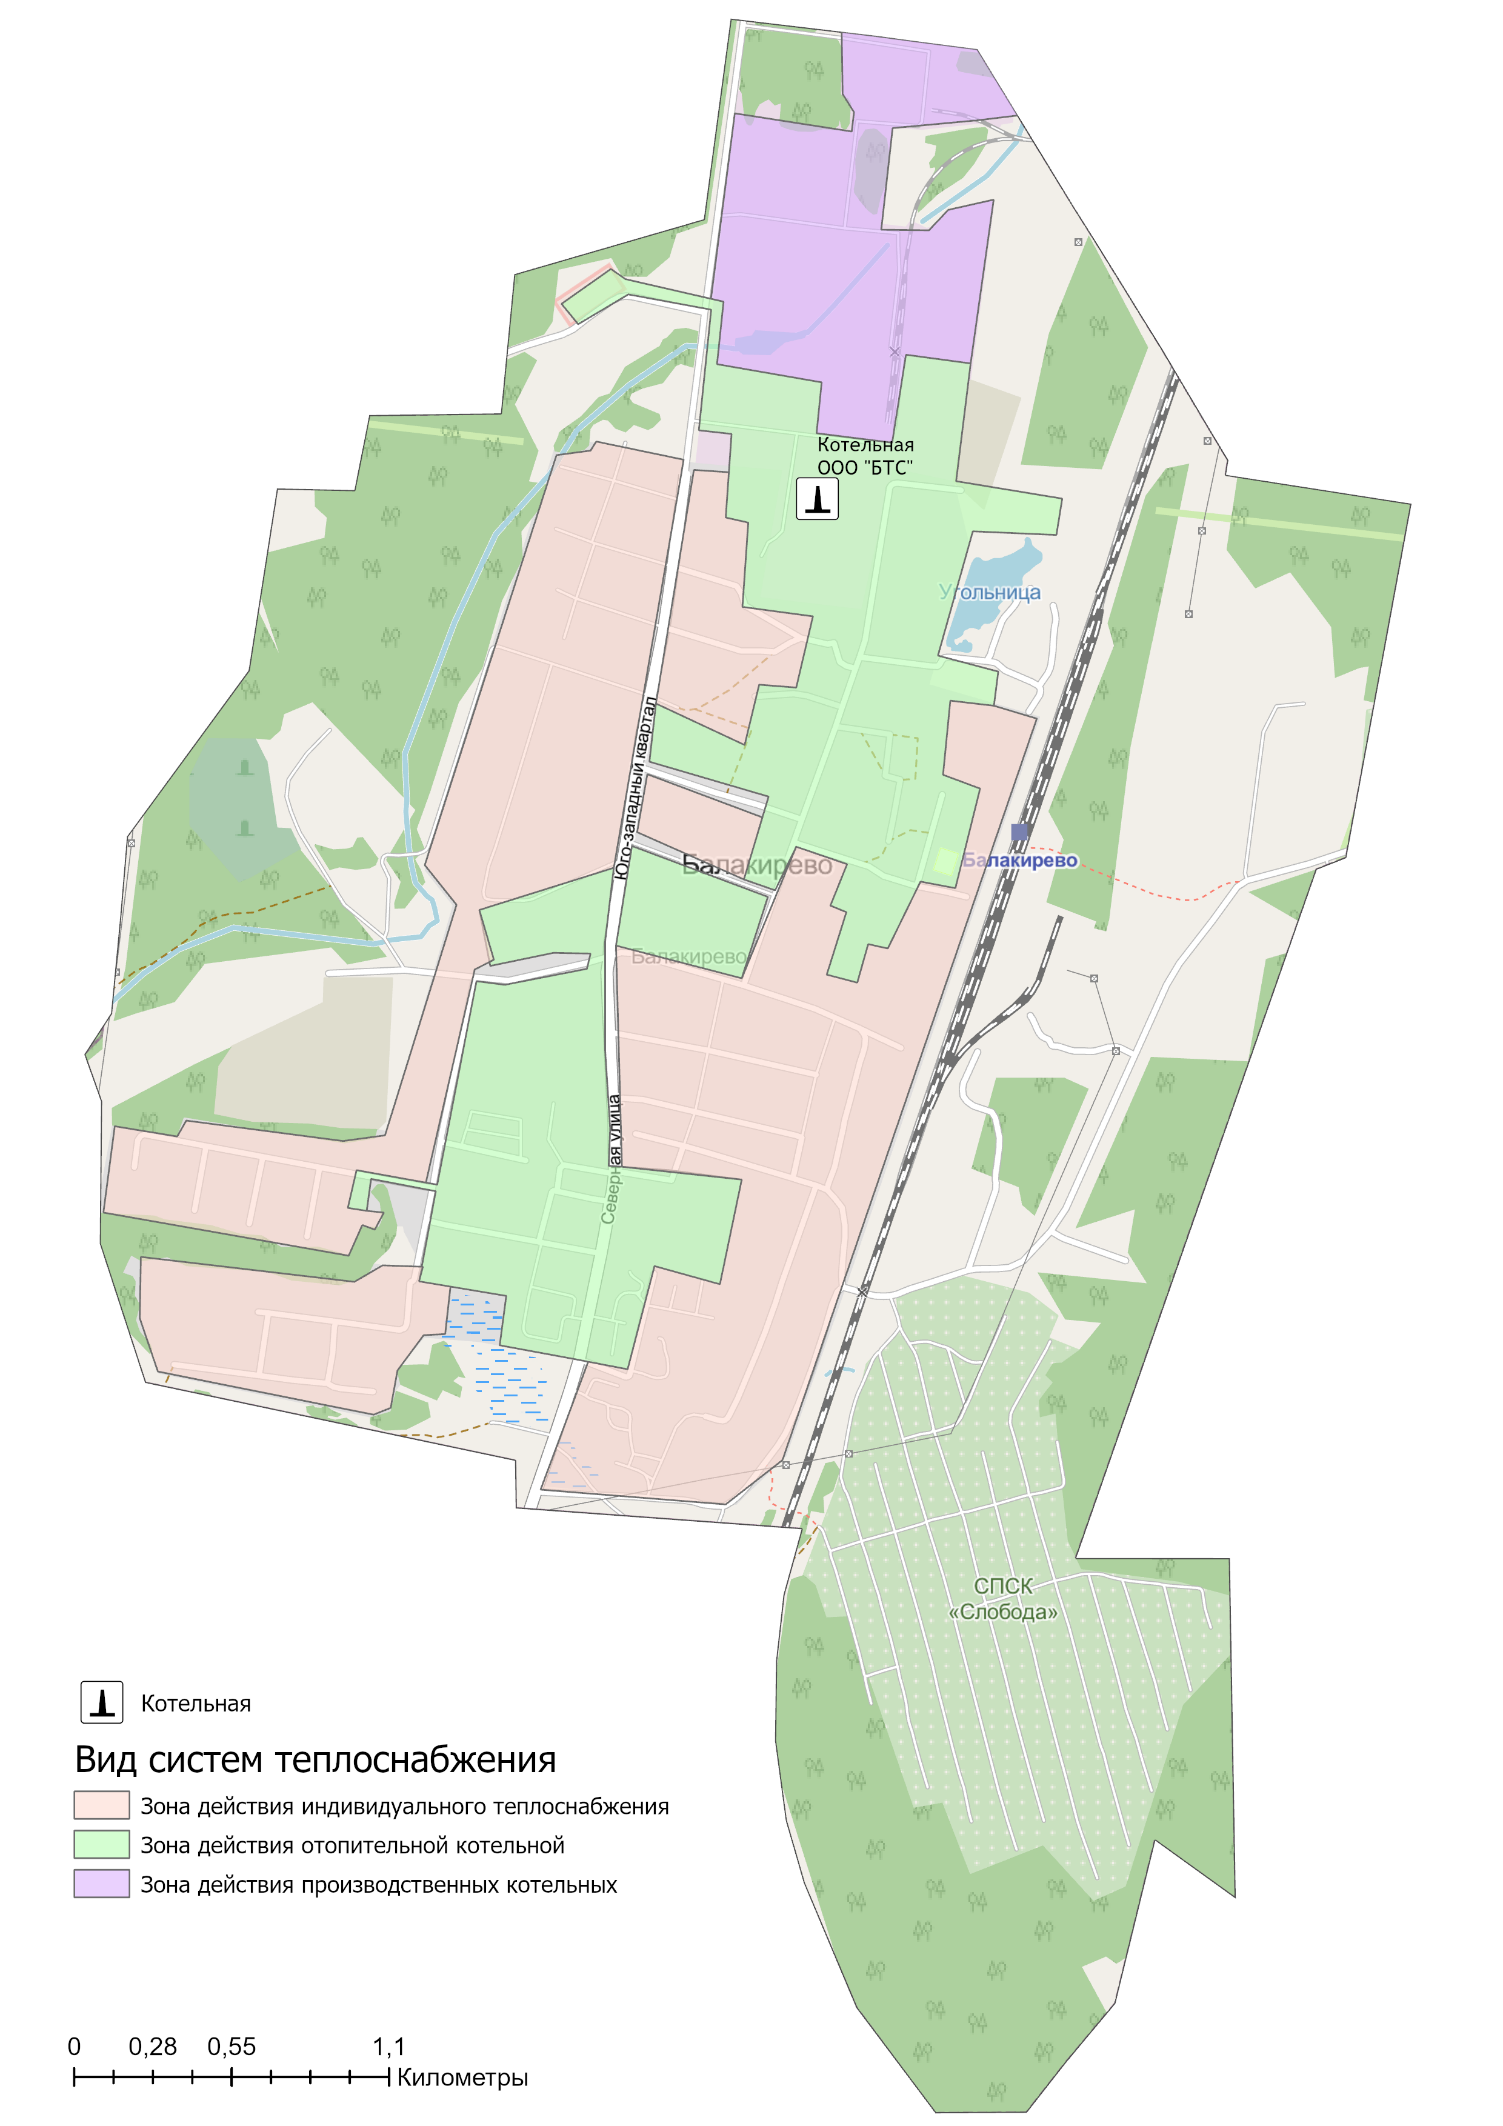 Котельная
ООО "БТС"
Угольница
Юго-западный квартал
Балакирево
Балакирево
Балакирево
Северная улица
СПСК
«Слобода»
Котельная
Вид систем теплоснабжения
Зона действия индивидуального теплоснабжения
Зона действия отопительной котельной
Зона действия производственных котельных
0 0,28 0,55 1,1
Километры